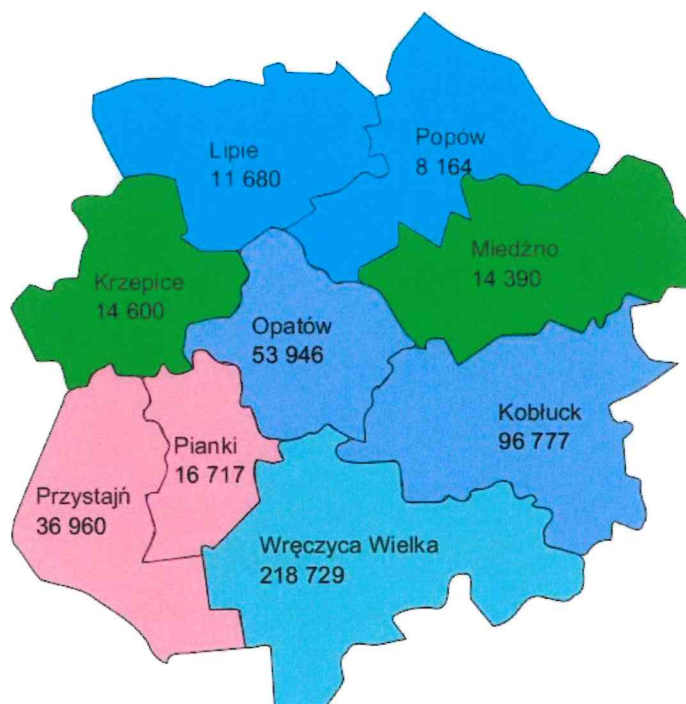 Lipie
11 680
Popów
8 164
Krzepice
14 600
Miedźno
14 390
Opatów
53 946
Kobłuck
96 777
Pianki
16 717
Przystajń
36 960
Wręczyca Wielka
218 729